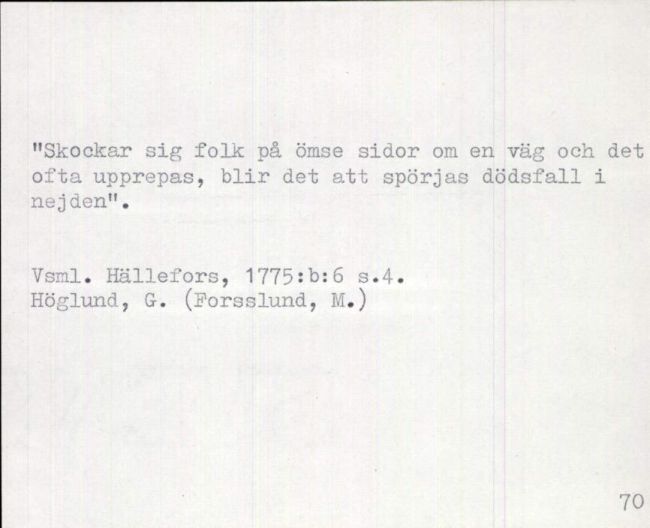 "Skockar sig folk på ömse sidor om en väg och det
ofta upprepas, blir det att spörjas dödsfall i
nejden".
Vsml. Hällefors, 1775:b:6 s.4.
Höglund, G. (Forsslund, M.)
70